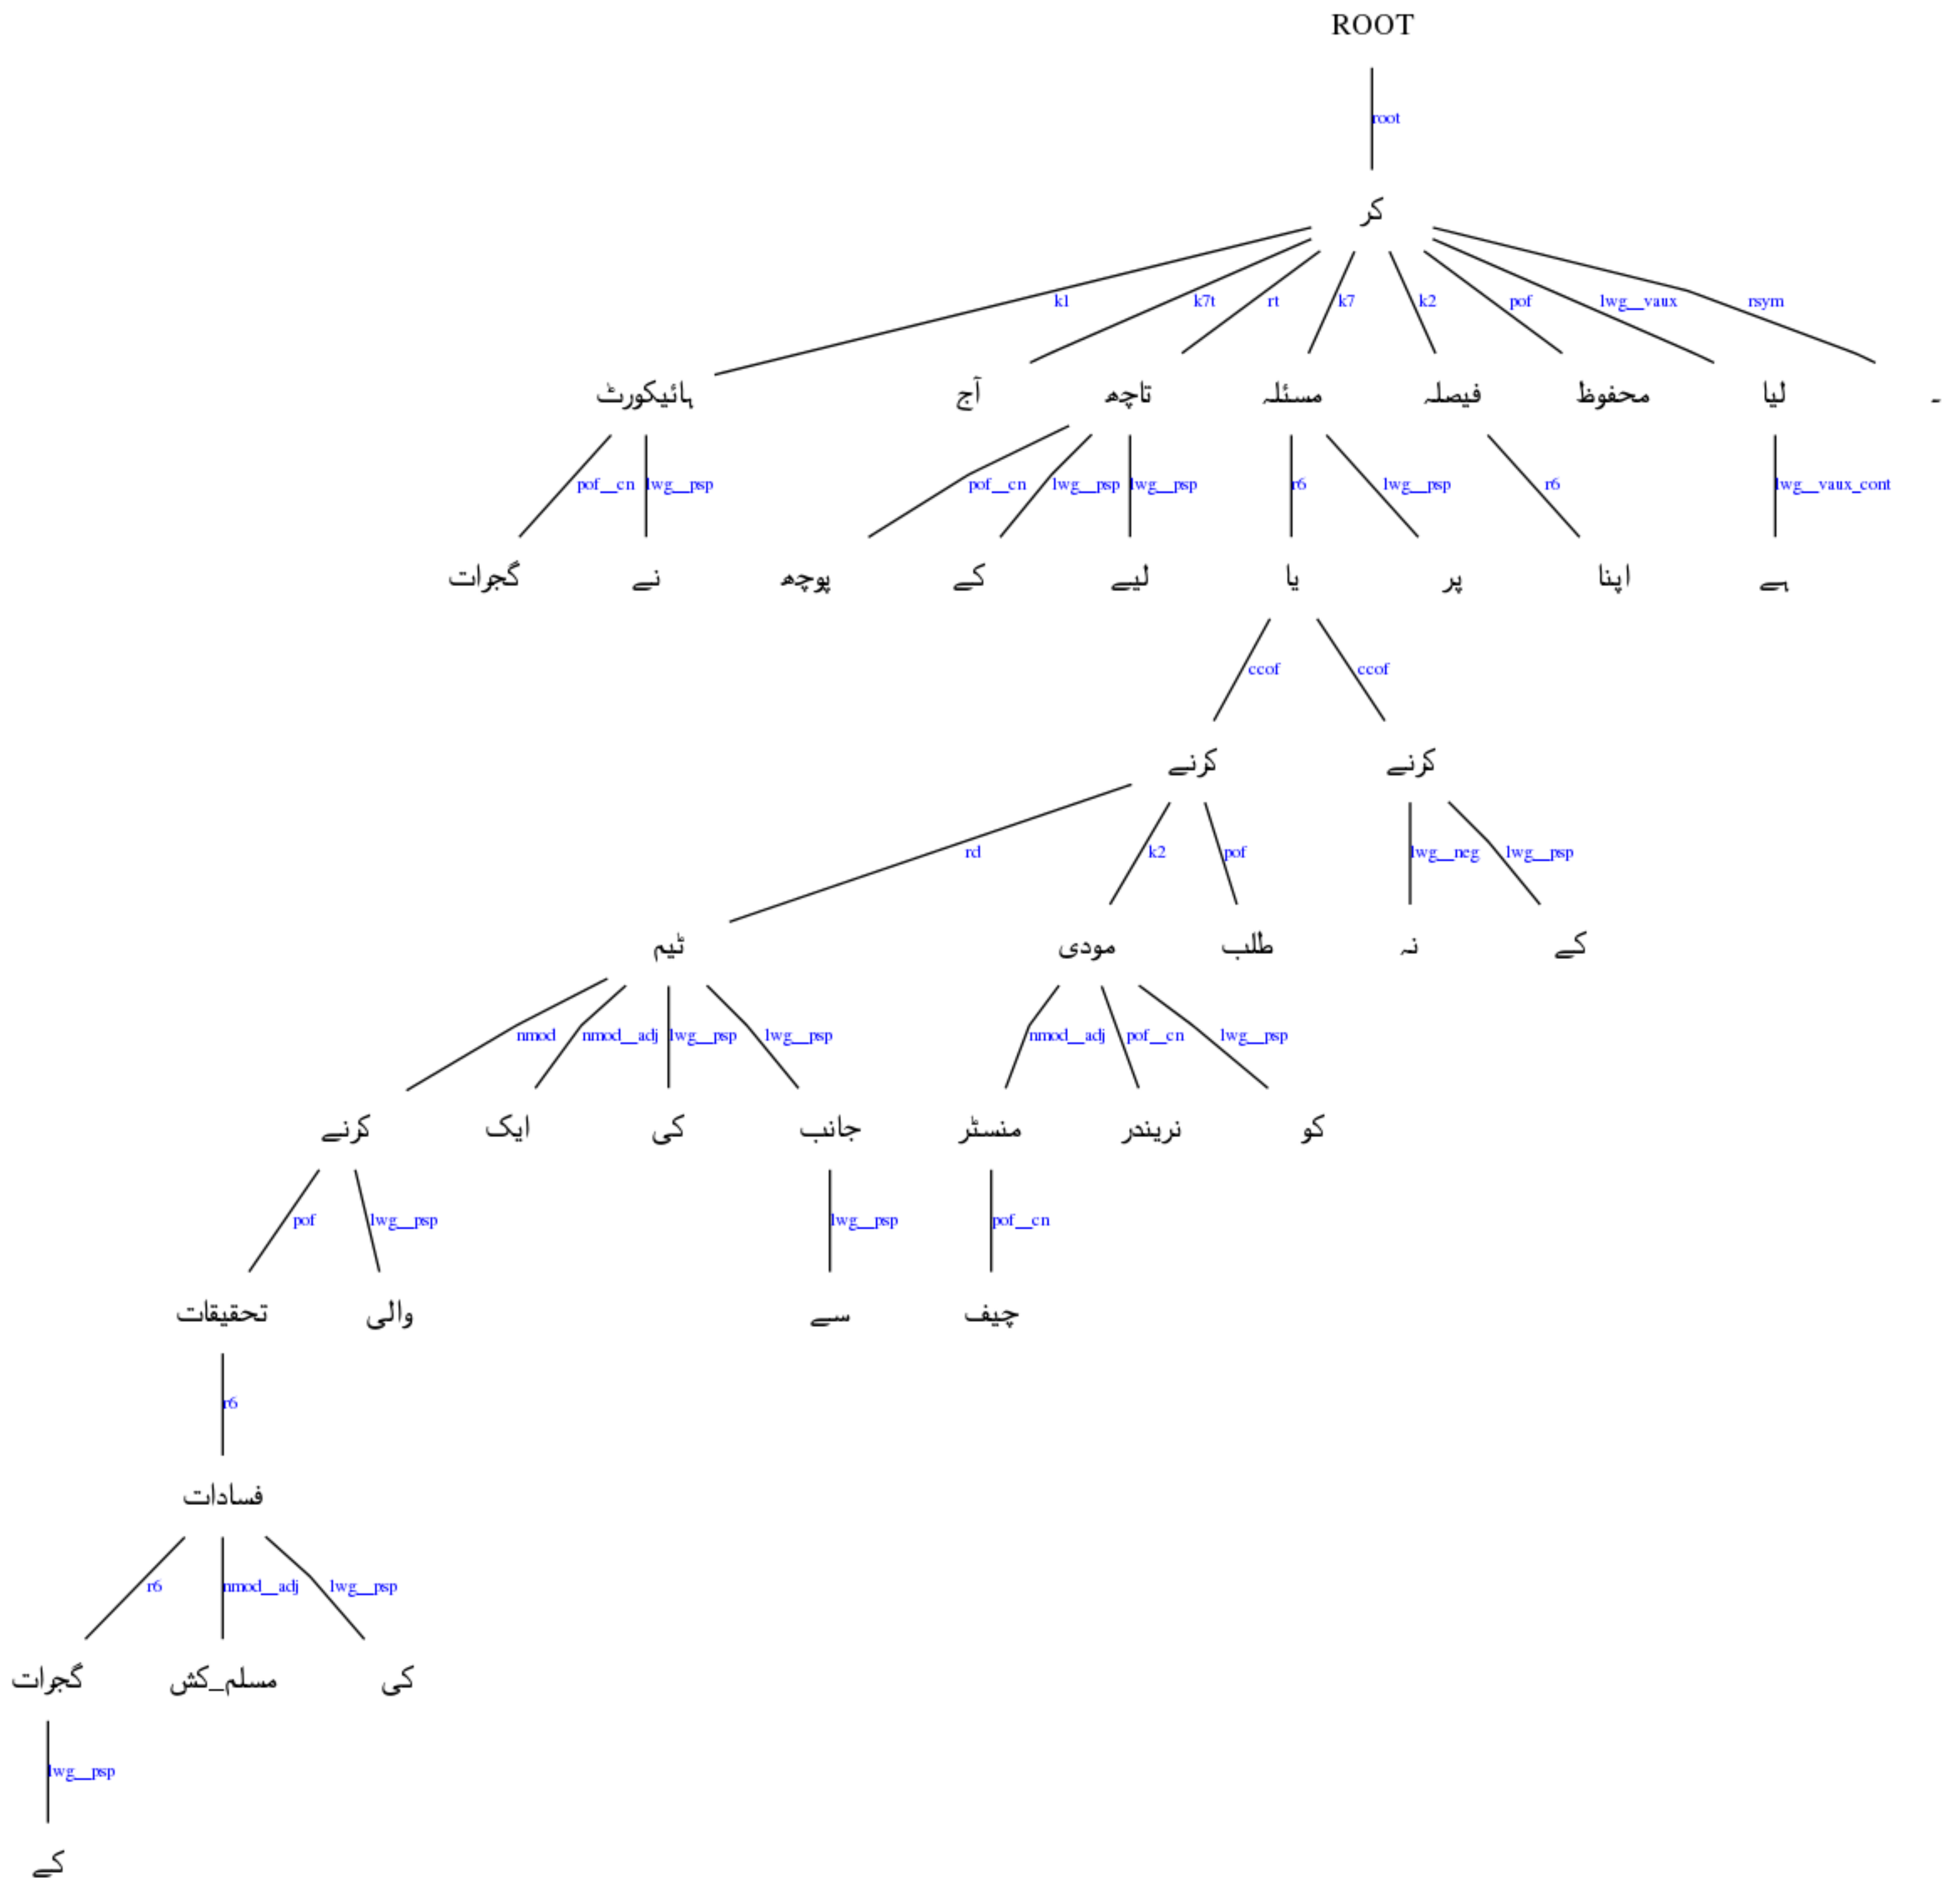 ROOT
root
کر
k1 k7t rt k7 k2 pof lwg__vaux rsym
ہائیکورٹ آج تاچھ مسئلہ فیصلہ محفوظ لیا ۔
pof__cn lwg__psp pof__cn lwg__psp lwg__psp r6 lwg__psp r6 lwg__vaux_cont
گجرات نے پوچھ کے لیے یا پر اپنا ہے
ccof ccof
کرنے کرنے
rd k2 pof lwg__neg lwg__psp
ٹیم مودی طلب نہ کے
nmod nmod__adj lwg__psp lwg__psp nmod__adj pof__cn lwg__psp
کرنے ایک کی جانب منسٹر نریندر کو
pof lwg__psp lwg__psp pof__cn
تحقیقات والی سے چیف
r6
فسادات
r6 nmod__adj lwg__psp
گجرات مسلم_کش کی
lwg__psp
کے